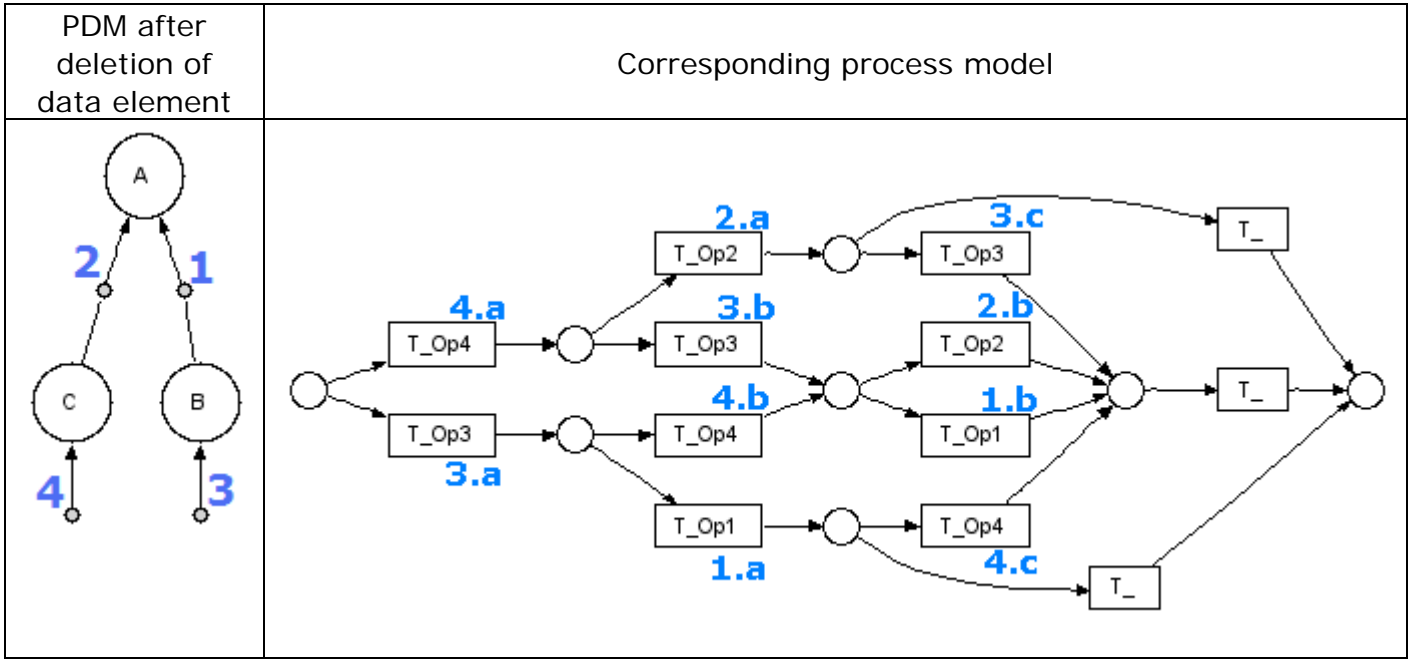 PDM after
deletion of
data element
Corresponding process model
A
2
1
C
B
4
3
2.a
3.c
T_
T_Op2
T_Op3
4.a
3.b
2.b
T_Op4
T_Op3
T_Op2
4.b
1.b
T_
T_Op3
T_Op4
T_Op1
3.a
T_Op1
T_Op4
1.a
4.c
T_